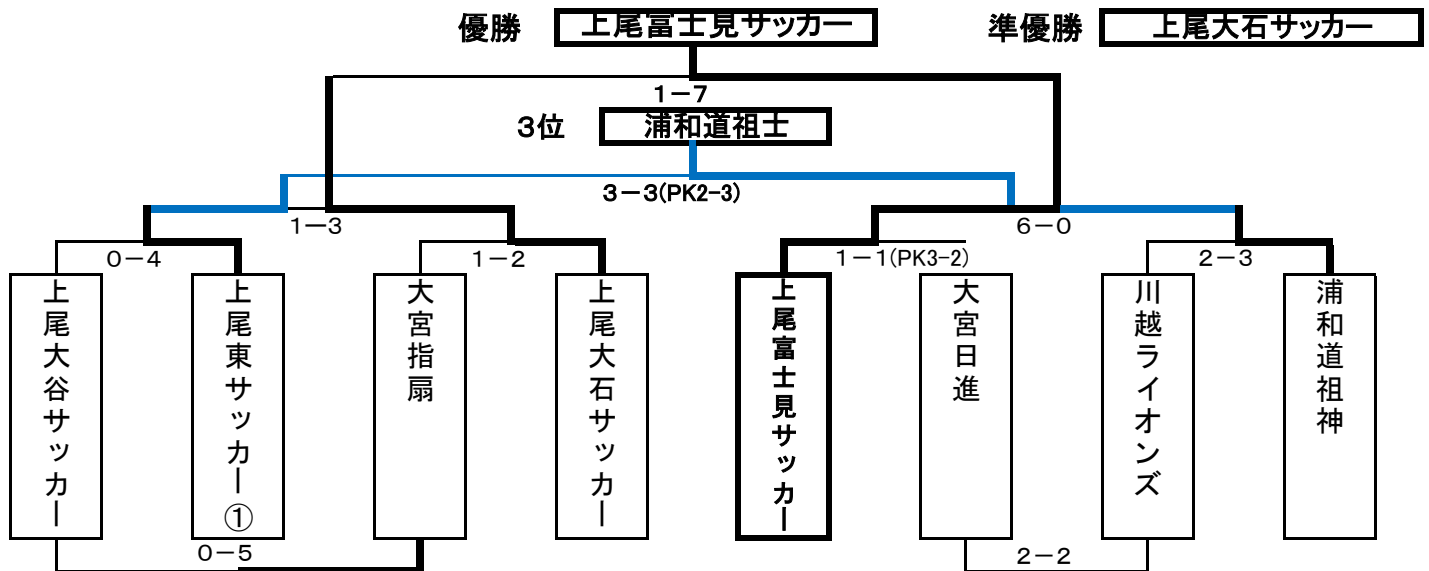 優勝 上尾富士見サッカー 準優勝 上尾大石サッカー
1－7
3位 浦和道祖士
3－3(PK2-3)
1－3 6－0
0－4 1－2 1－1(PK3-2) 2－3
上尾大谷サッカー
上尾東サッカー①
大宮指扇
上尾大石サッカー
上尾富士見サッカー
大宮日進
川越ライオンズ
浦和道祖神
0－5 2－2